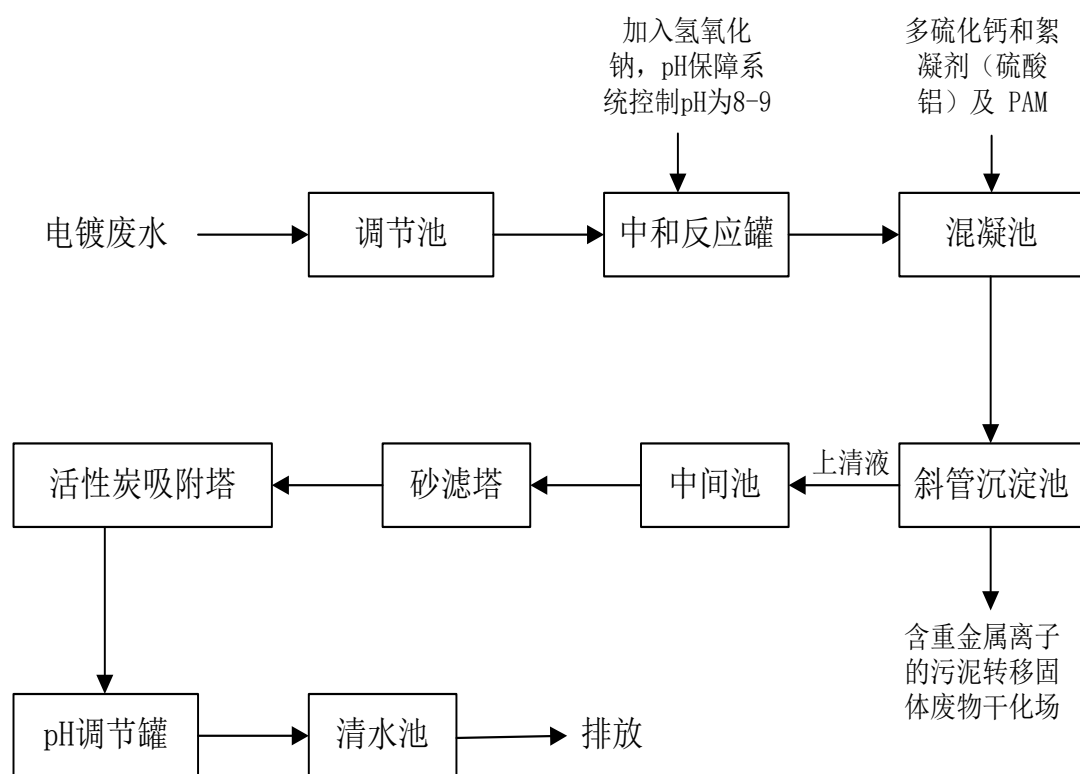 加入氢氧化
钠，pH保障系
统控制pH为8-9
多硫化钙和絮
凝剂（硫酸
铝）及 PAM
电镀废水
调节池
中和反应罐
混凝池
活性炭吸附塔
砂滤塔
中间池
上清液
斜管沉淀池
含重金属离子
的污泥转移固
体废物干化场
pH调节罐
清水池
排放